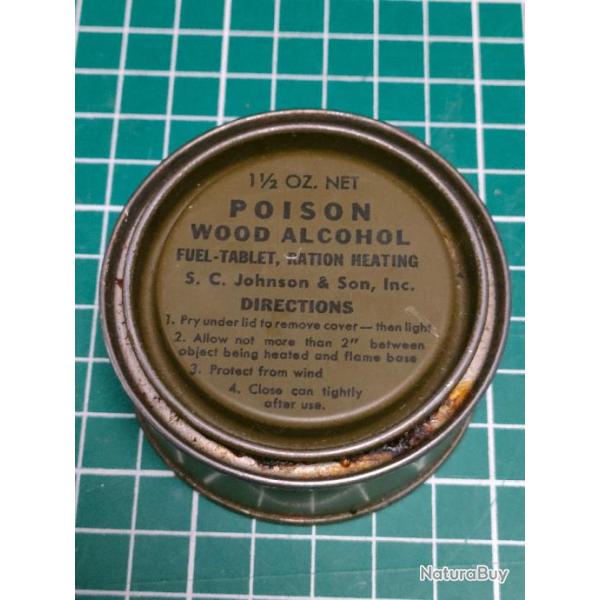 1½ OZ. NET
POISON
WOOD ALCOHOL
FUEL-TABLET, RATION HEATING
S. C. Johnson & Son, Inc.
DIRECTIONS
1. Pry under lid to remove cover — then light
2. Allow not more than 2" between
object being heated and flame base
3. Protect from wind
4. Close can tightly
after use.
NaturaBuy